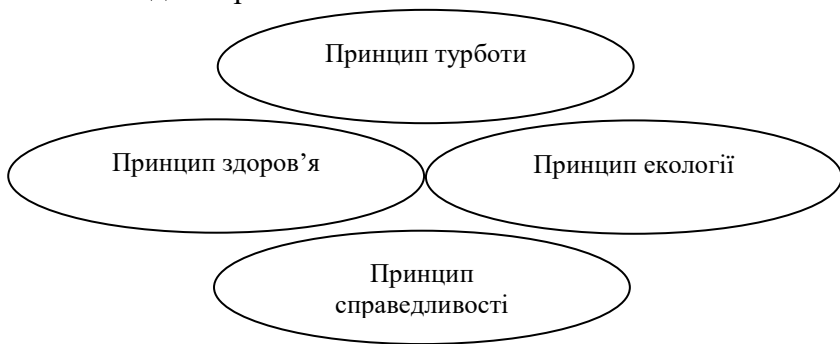 Принцип турботи
Принцип здоров’я
Принцип екології
Принцип
справедливості